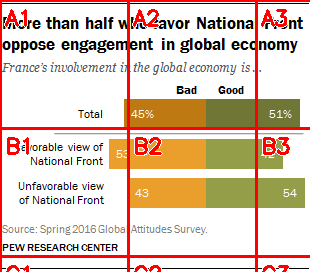 More than half who favor National Front
oppose engagement in global economy
France's involvement in the global economy is...
Bad Good
Total 45% 51%
Favorable view of
National Front 53 42
Unfavorable view
of National Front 43 54
Source: Spring 2016 Global Attitudes Survey.
PEW RESEARCH CENTER
A1 A2 A3
B1 B2 B3